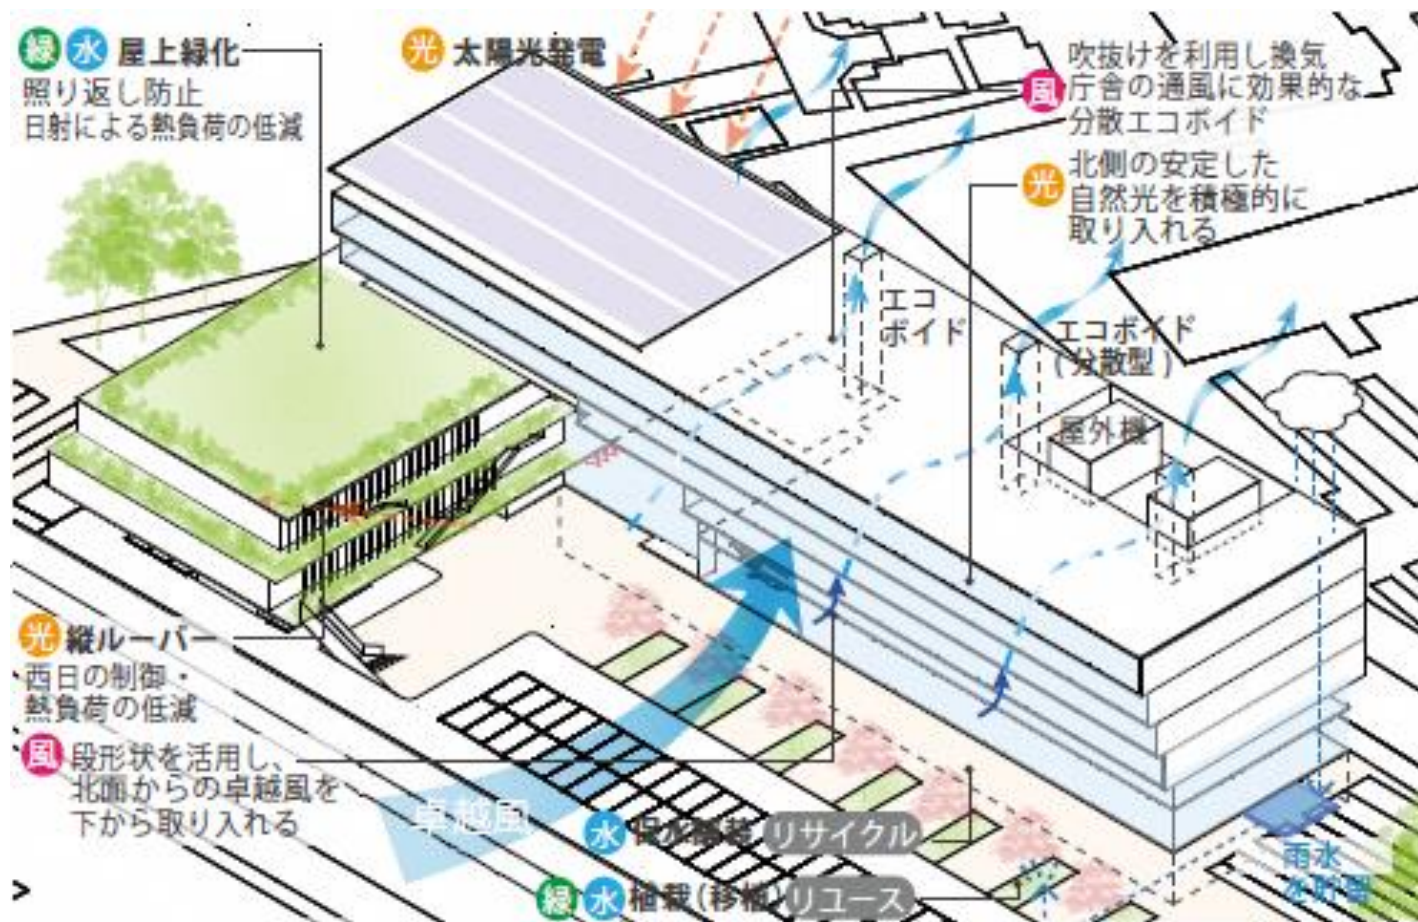 緑 水 屋上緑化
照り返し防止
日射による熱負荷の低減
光 太陽光発電
風 吹抜けを利用し換気
庁舎の通風に効果的な
分散エコボイド
光 北側の安定した
自然光を積極的に
取り入れる
エコ
ボイド
エコボイド
(分散型)
屋外機
光 縦ルーバー
西日の制御・
熱負荷の低減
風 段形状を活用し、
北面からの卓越風を
下から取り入れる
卓越風
水 保水舗装 リサイクル
緑 水 植栽(移植) リユース
雨水
を貯留